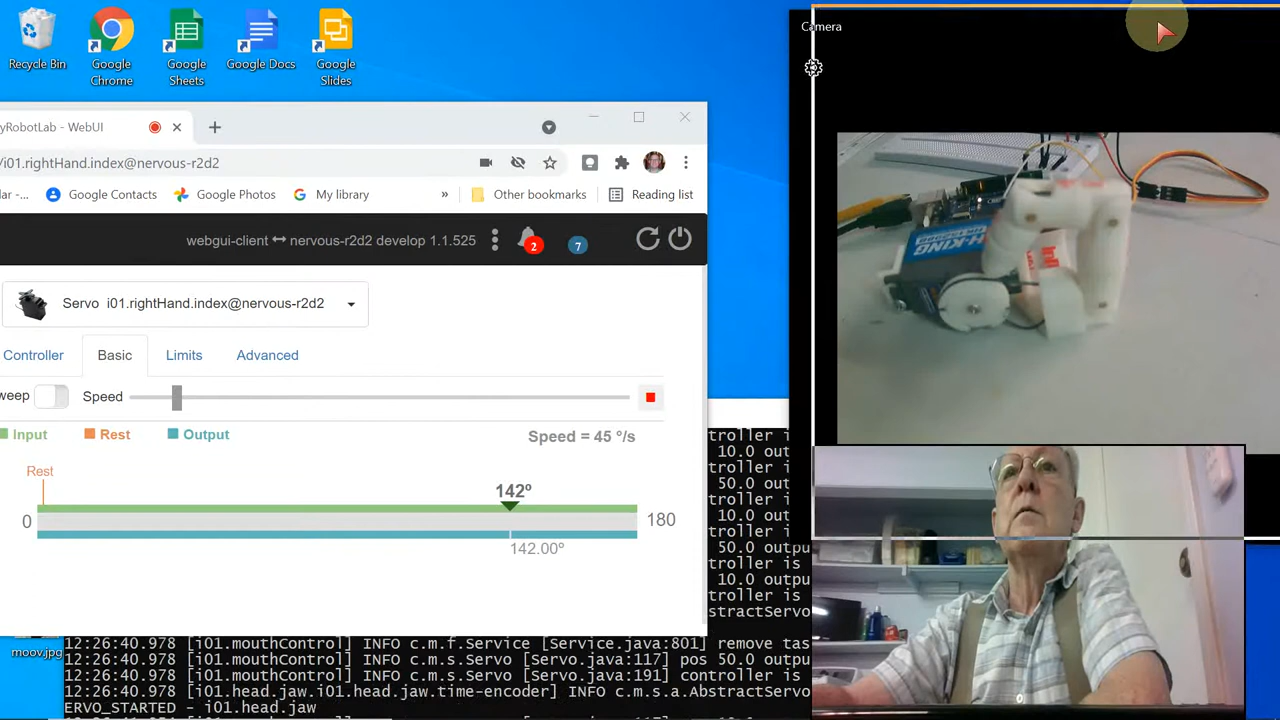 Recycle Bin
Google Chrome
Google Sheets
Google Docs
Google Slides
Camera
yRobotLab - WebUI
/i01.rightHand.index@nervous-r2d2
dar -...
Google Contacts
Google Photos
My library
»
Other bookmarks
Reading list
webgui-client ⇔ nervous-r2d2 develop 1.1.525
2
7
Servo i01.rightHand.index@nervous-r2d2
Controller
Basic
Limits
Advanced
weep
Speed
Input
Rest
Output
Speed = 45 °/s
Rest
142º
0
180
142.00º
H-KING
troller i
10.0 out
troller i
50.0 out
troller i
10.0 out
troller i
50.0 outp
troller is
10.0 outp
troller is
stractServo
moov.jpg
12:26:40.978 [i01.mouthControl] INFO c.m.f.Service [Service.java:801] remove tas
12:26:40.978 [i01.mouthControl] INFO c.m.s.Servo [Servo.java:117] pos 50.0 outpu
12:26:40.978 [i01.mouthControl] INFO c.m.s.Servo [Servo.java:191] controller is
12:26:40.978 [i01.head.jaw.i01.head.jaw.time-encoder] INFO c.m.s.a.AbstractServo
ERVO_STARTED - i01.head.jaw